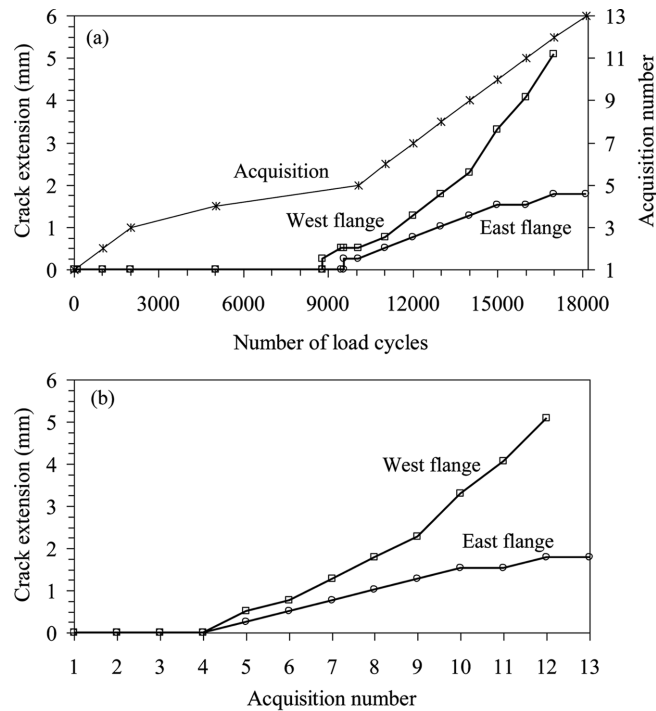 (a)
Crack extension (mm)
6
5
4
3
2
1
0
Acquisition
West flange
East flange
13
11
9
7
5
3
1
Acquisition number
0 3000 6000 9000 12000 15000 18000
Number of load cycles
(b)
Crack extension (mm)
6
5
4
3
2
1
0
West flange
East flange
1 2 3 4 5 6 7 8 9 10 11 12 13
Acquisition number